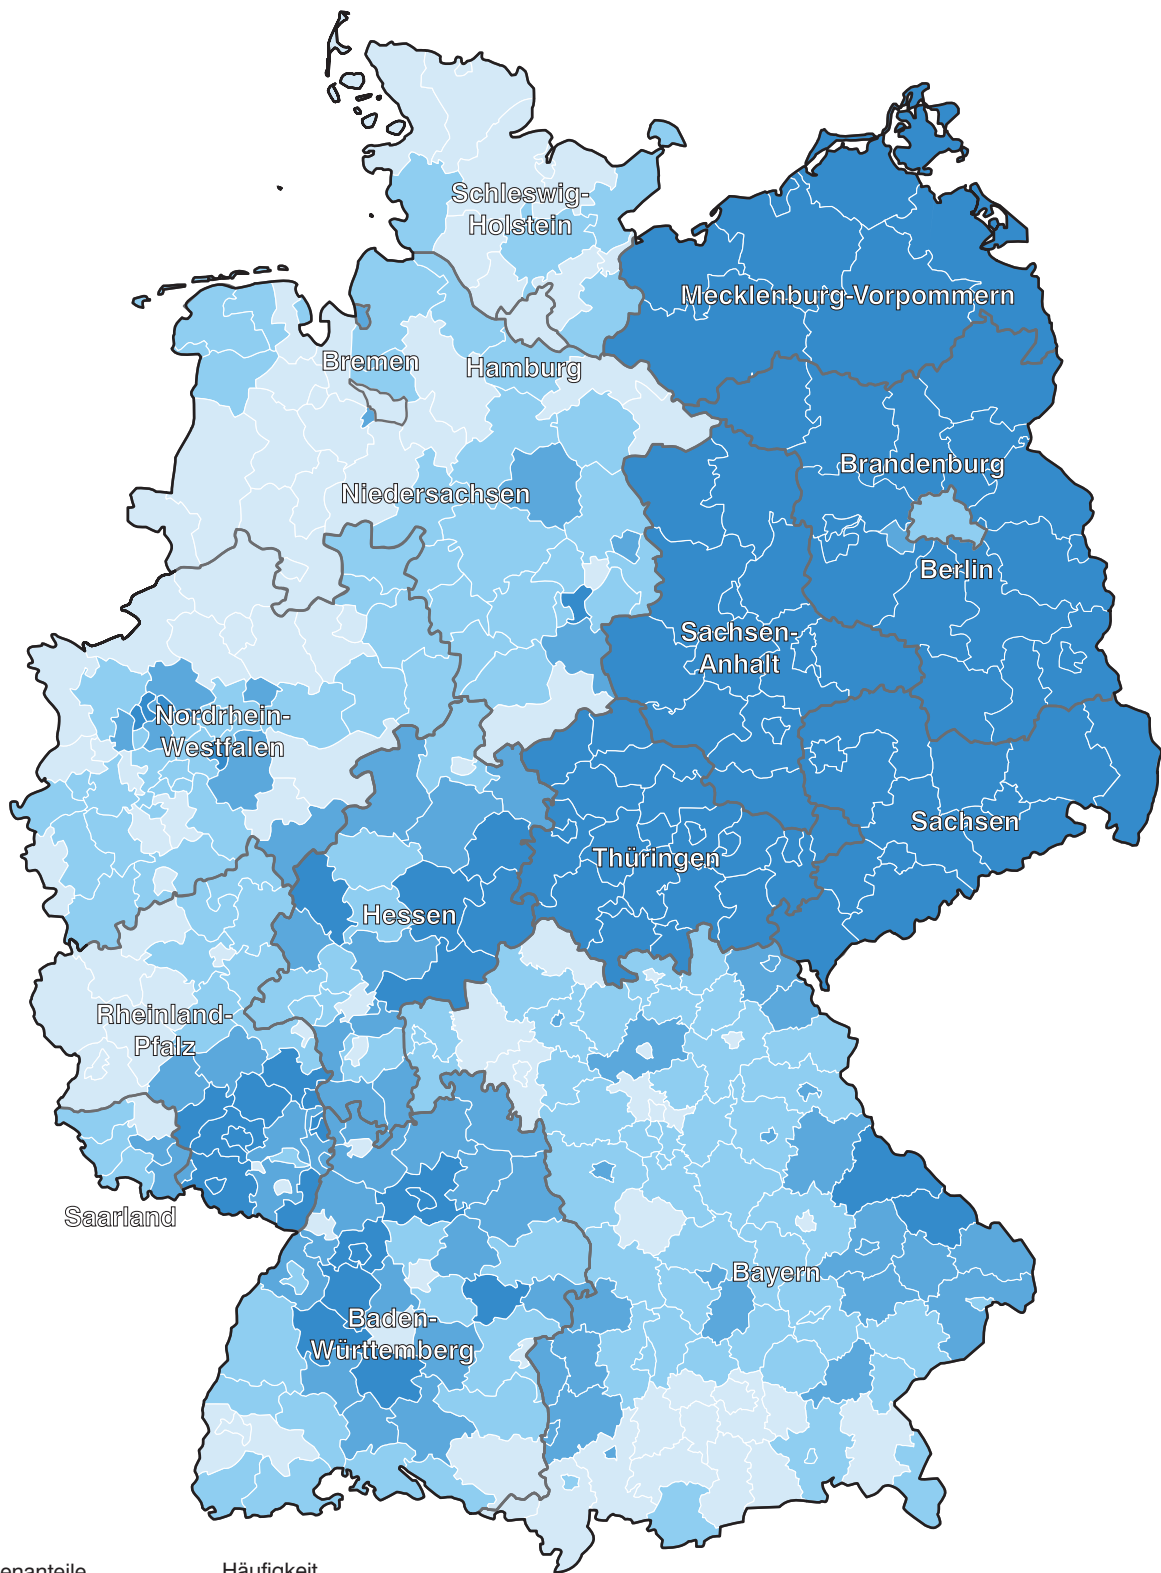 Schleswig-
Holstein
Mecklenburg-Vorpommern
Bremen
Hamburg
Brandenburg
Niedersachsen
Berlin
Sachsen-
Anhalt
Nordrhein-
Westfalen
Sachsen
Thüringen
Hessen
Rheinland-
Pfalz
Saarland
Bayern
Baden-
Württemberg
enanteile
Häufigkeit